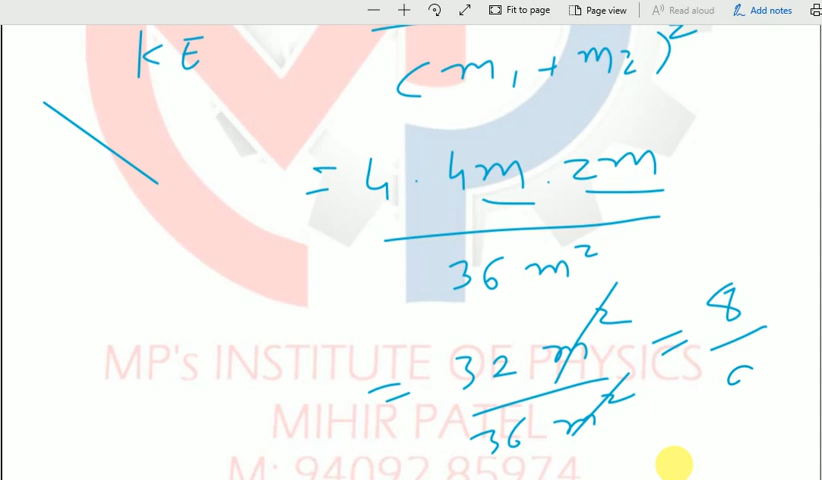 Fit to page Page view Read aloud Add notes
KE (m₁ + m₂)²
= 4 . 4m . 2m
36 m²
= 32 m² = 8
36 m²
MP's INSTITUTE OF PHYSICS
MIHIR PATEL
M: 94092 85974